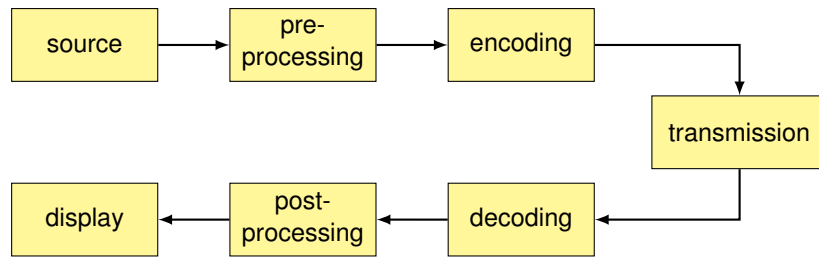 source
pre-
processing
encoding
transmission
display
post-
processing
decoding